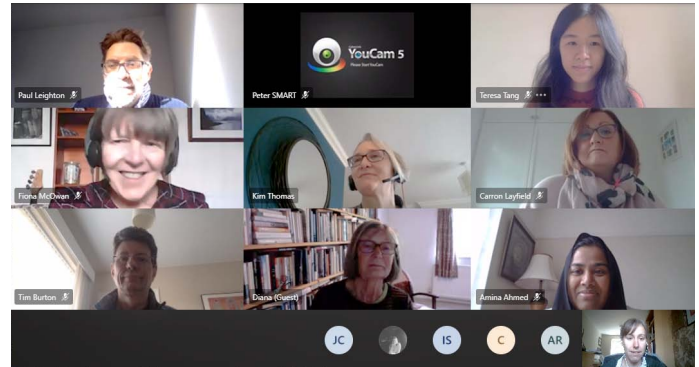 YouCam 5
Please Start YouCam
Paul Leighton
Peter SMART
Teresa Tang
Fiona McOwan
Kim Thomas
Carron Layfield
Tim Burton
Diana (Guest)
Amina Ahmed
JC
IS
C
AR